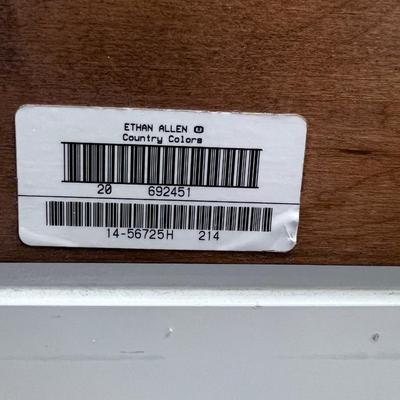 ETHAN ALLEN
Country Colors
20 692451
14-56725H 214